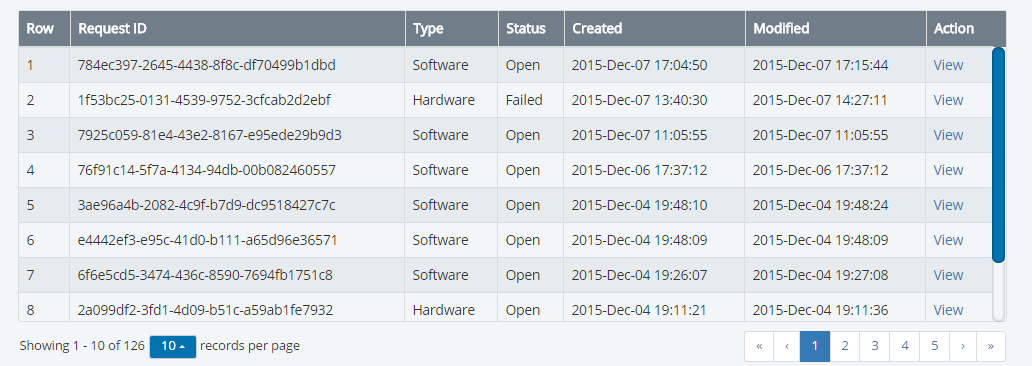 Row Request ID Type Status Created Modified Action
1 784ec397-2645-4438-8f8c-df70499b1dbd Software Open 2015-Dec-07 17:04:50 2015-Dec-07 17:15:44 View
2 1f53bc25-0131-4539-9752-3cfcab2d2ebf Hardware Failed 2015-Dec-07 13:40:30 2015-Dec-07 14:27:11 View
3 7925c059-81e4-43e2-8167-e95ede29b9d3 Software Open 2015-Dec-07 11:05:55 2015-Dec-07 11:05:55 View
4 76f91c14-5f7a-4134-94db-00b082460557 Software Open 2015-Dec-06 17:37:12 2015-Dec-06 17:37:12 View
5 3ae96a4b-2082-4c9f-b7d9-dc9518427c7c Software Open 2015-Dec-04 19:48:10 2015-Dec-04 19:48:24 View
6 e4442ef3-e95c-41d0-b111-a65d96e36571 Software Open 2015-Dec-04 19:48:09 2015-Dec-04 19:48:09 View
7 6f6e5cd5-3474-436c-8590-7694fb1751c8 Software Open 2015-Dec-04 19:26:07 2015-Dec-04 19:27:08 View
8 2a099df2-3fd1-4d09-b51c-a59ab1fe7932 Hardware Open 2015-Dec-04 19:11:21 2015-Dec-04 19:11:36 View
Showing 1 - 10 of 126 10 records per page « ‹ 1 2 3 4 5 › »